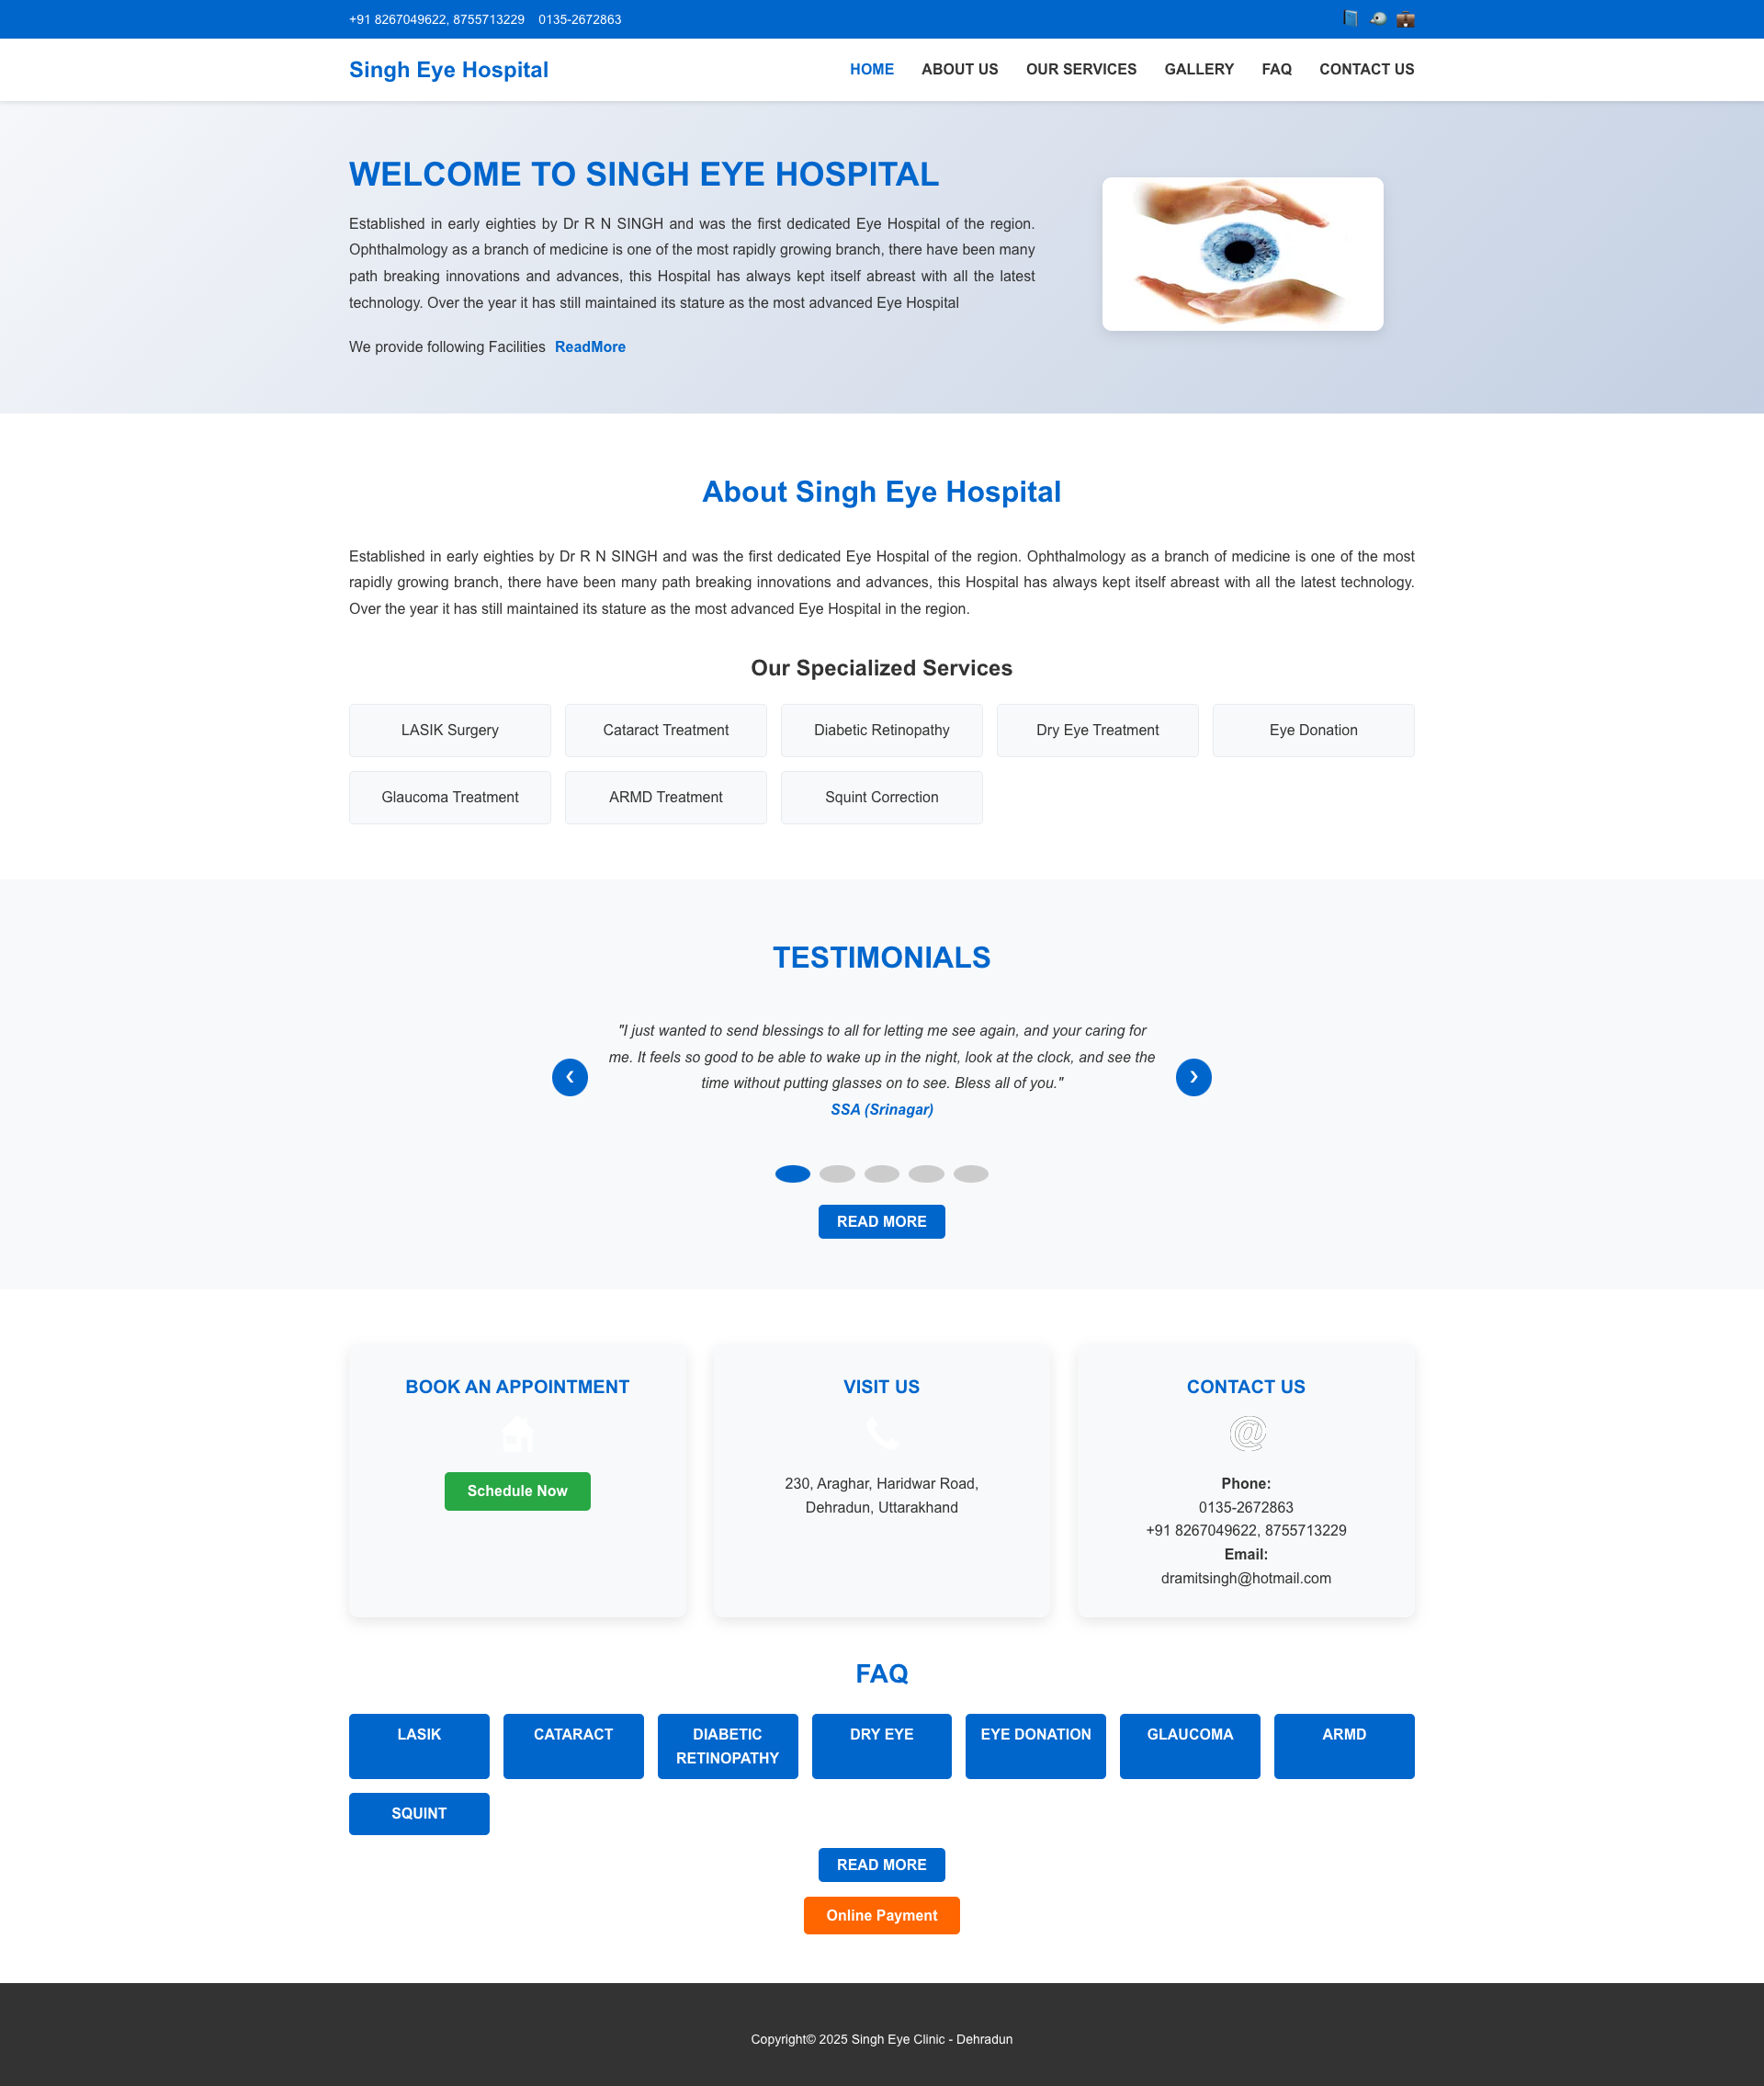 +91 8267049622, 8755713229 0135-2672863
Singh Eye Hospital
HOME ABOUT US OUR SERVICES GALLERY FAQ CONTACT US
WELCOME TO SINGH EYE HOSPITAL
Established in early eighties by Dr R N SINGH and was the first dedicated Eye Hospital of the region.
Ophthalmology as a branch of medicine is one of the most rapidly growing branch, there have been many
path breaking innovations and advances, this Hospital has always kept itself abreast with all the latest
technology. Over the year it has still maintained its stature as the most advanced Eye Hospital
We provide following Facilities ReadMore
About Singh Eye Hospital
Established in early eighties by Dr R N SINGH and was the first dedicated Eye Hospital of the region. Ophthalmology as a branch of medicine is one of the most
rapidly growing branch, there have been many path breaking innovations and advances, this Hospital has always kept itself abreast with all the latest technology.
Over the year it has still maintained its stature as the most advanced Eye Hospital in the region.
Our Specialized Services
LASIK Surgery Cataract Treatment Diabetic Retinopathy Dry Eye Treatment Eye Donation
Glaucoma Treatment ARMD Treatment Squint Correction
TESTIMONIALS
"I just wanted to send blessings to all for letting me see again, and your caring for
me. It feels so good to be able to wake up in the night, look at the clock, and see the
time without putting glasses on to see. Bless all of you."
SSA (Srinagar)
READ MORE
BOOK AN APPOINTMENT
Schedule Now
VISIT US
230, Araghar, Haridwar Road,
Dehradun, Uttarakhand
CONTACT US
@
Phone:
0135-2672863
+91 8267049622, 8755713229
Email:
dramitsingh@hotmail.com
FAQ
LASIK
CATARACT
DIABETIC
RETINOPATHY
DRY EYE
EYE DONATION
GLAUCOMA
ARMD
SQUINT
READ MORE
Online Payment
Copyright© 2025 Singh Eye Clinic - Dehradun